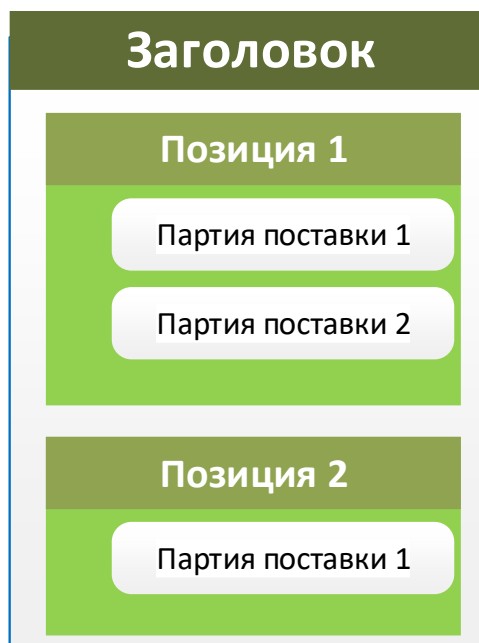 Заголовок
Позиция 1
Партия поставки 1
Партия поставки 2
Позиция 2
Партия поставки 1